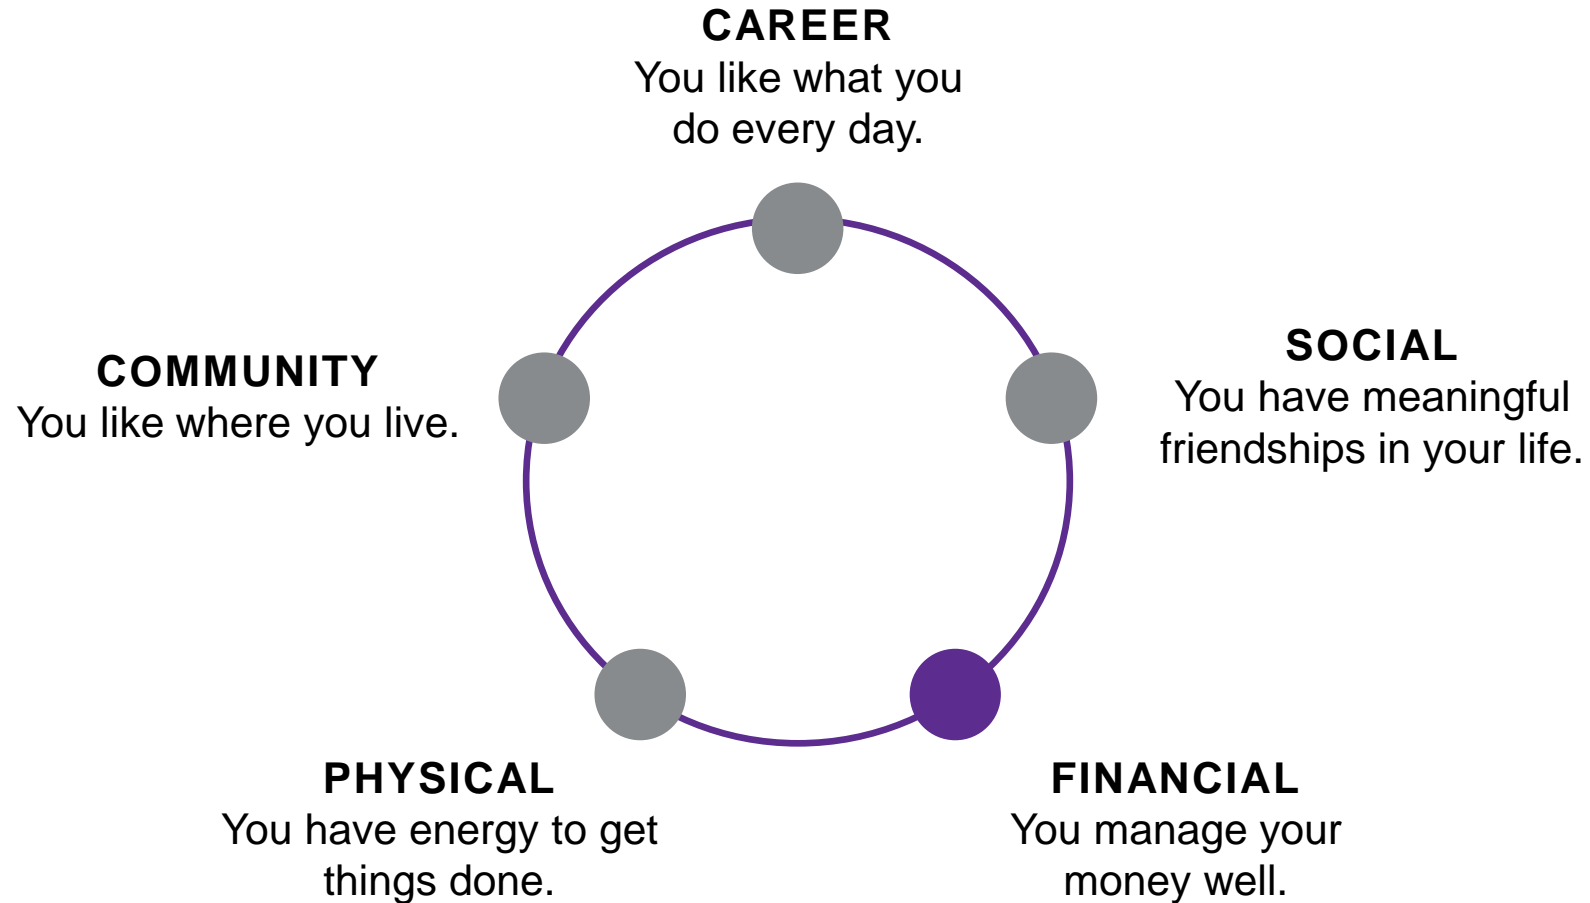 CAREER
You like what you
do every day.
SOCIAL
You have meaningful
friendships in your life.
COMMUNITY
You like where you live.
PHYSICAL
You have energy to get
things done.
FINANCIAL
You manage your
money well.